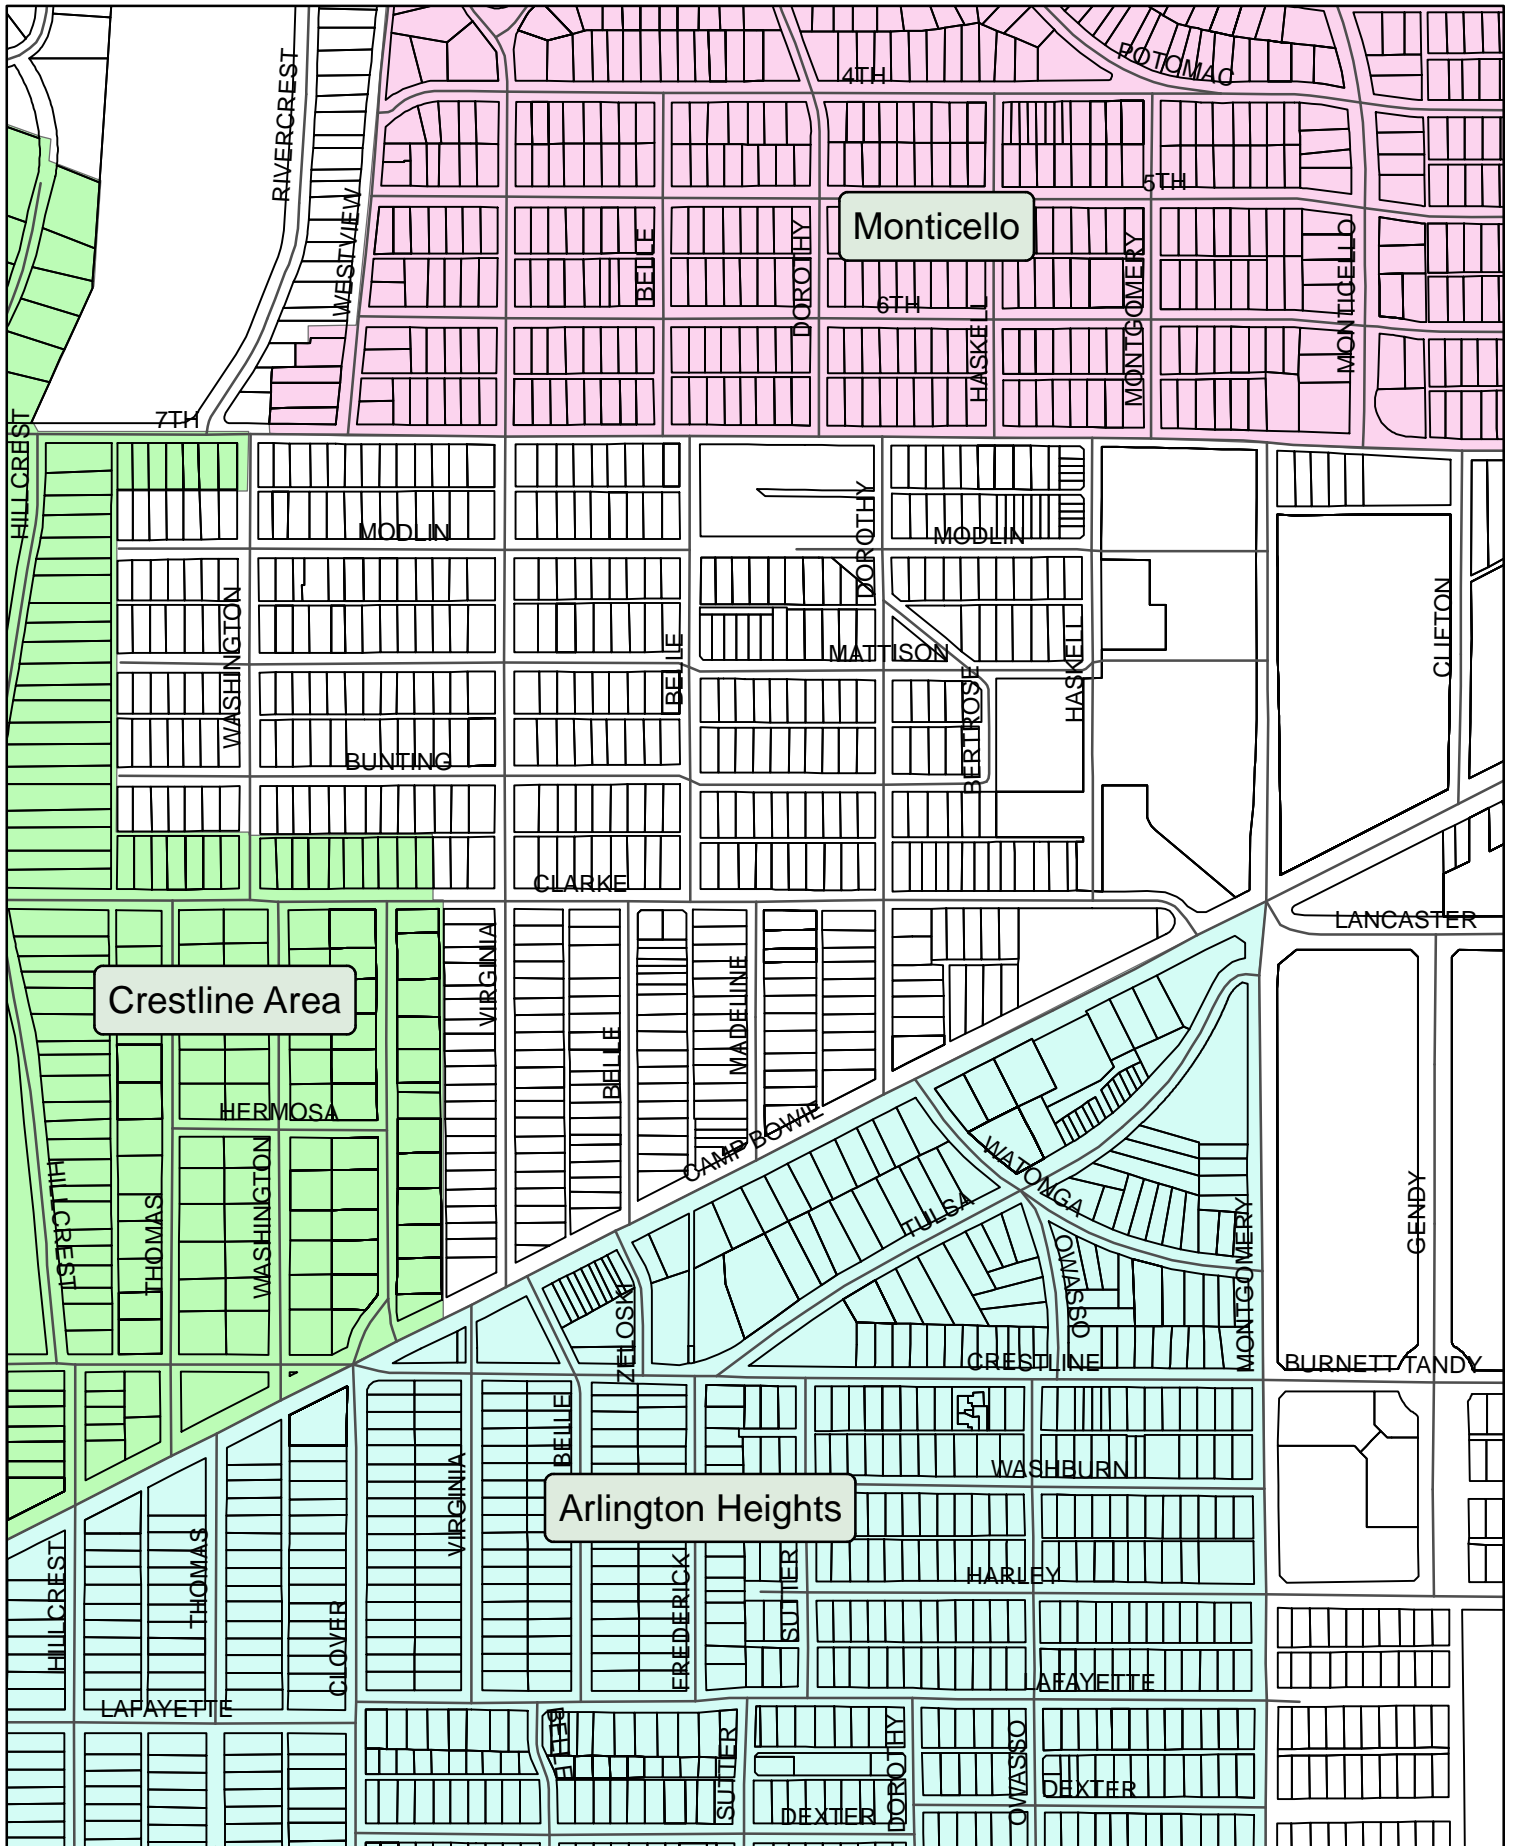 POTOMAC
4TH
RIVERCREST
5TH
WESTVIEW
Monticello
BELLE
DOROTHY
MONTGOMERY
MONTICELLO
6TH
HASKELL
7TH
HILLCREST
MODLIN
DOROTHY
MODLIN
WASHINGTON
CLIFTON
BELLE
MATTISON
HASKELL
BERTROSE
BUNTING
CLARKE
LANCASTER
VIRGINIA
Crestline Area
MADELINE
BELLE
HERMOSA
CAMP BOWIE
WATONGA
HILLCREST
THOMAS
WASHINGTON
TULSA
GENDY
OWASSO
MONTGOMERY
ZELOSKI
CRESTLINE
BURNETT TANDY
BELLE
VIRGINIA
WASHBURN
Arlington Heights
HILLCREST
THOMAS
FREDERICK
SUTTER
HARLEY
CLOVER
LAFAYETTE
LAFAYETTE
BELLE
SUTTER
DOROTHY
OWASSO
DEXTER
DEXTER